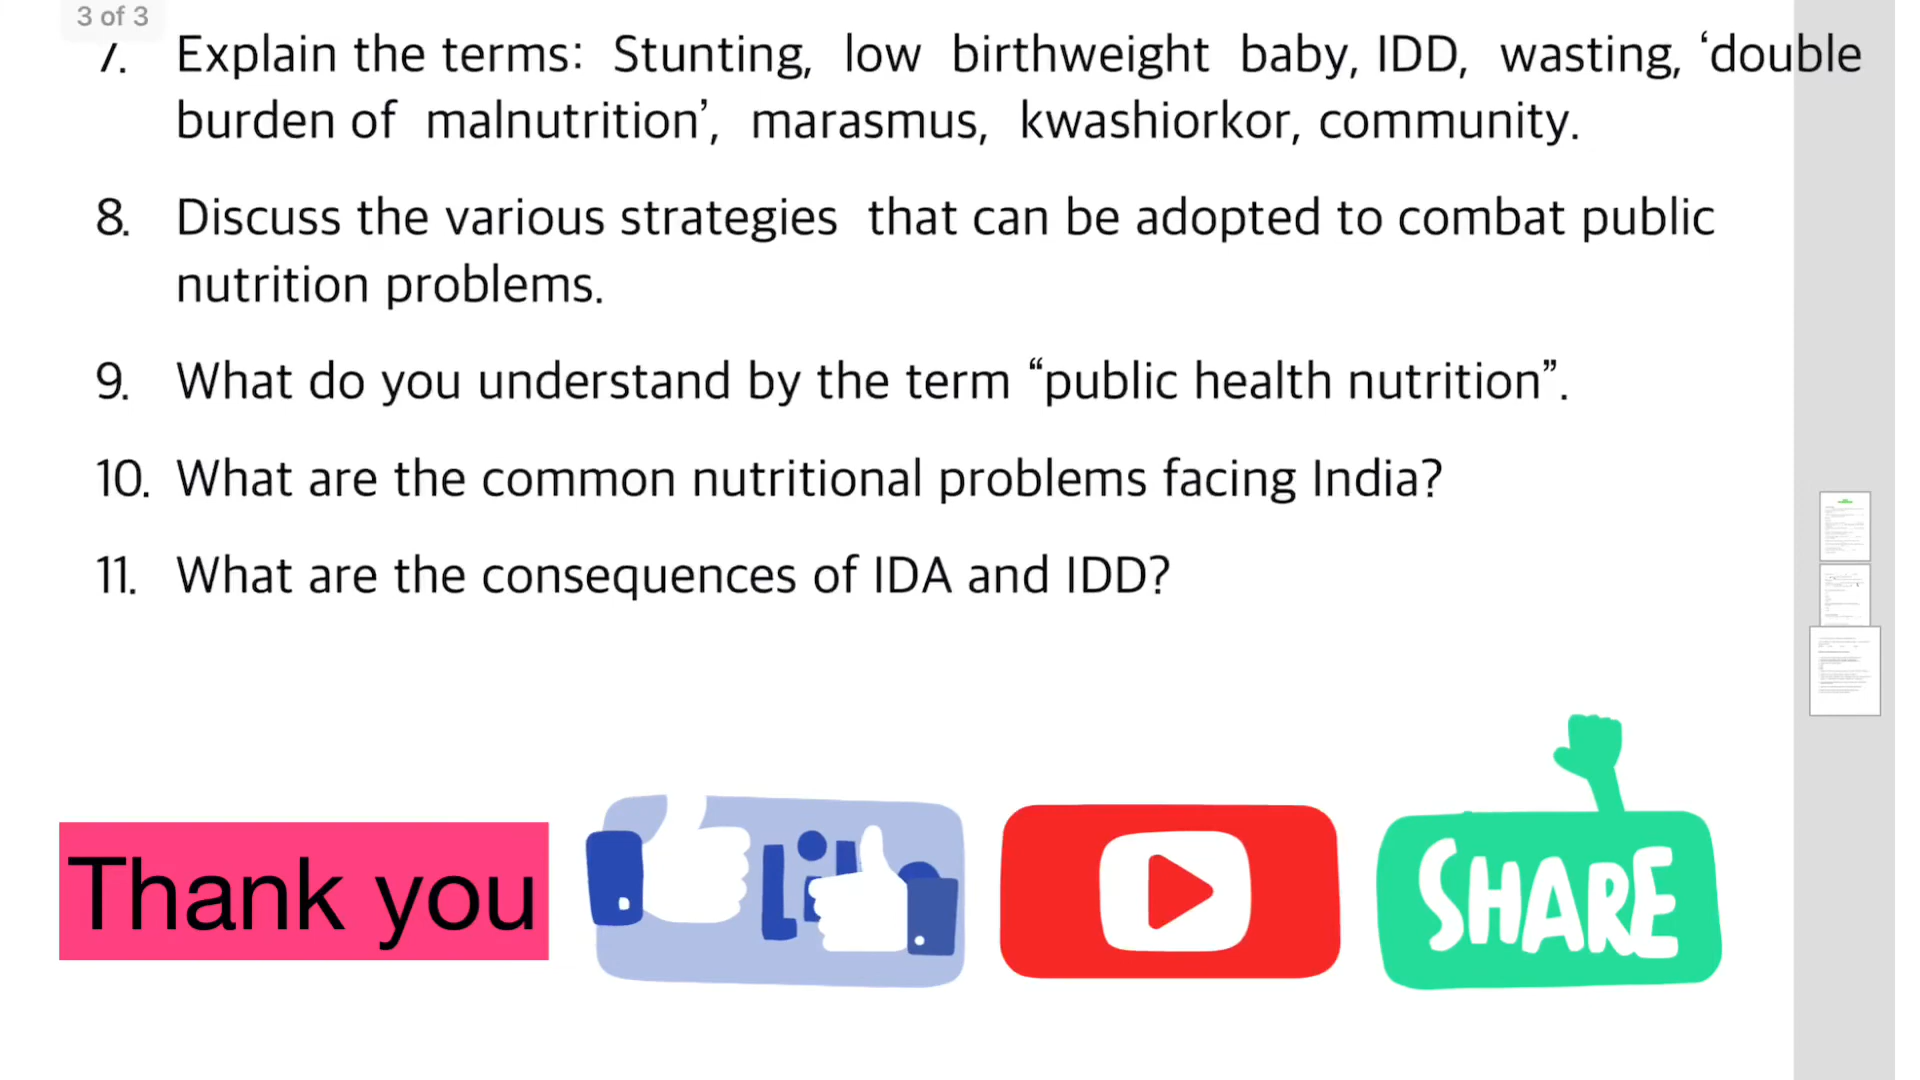 3 of 3
7. Explain the terms: Stunting, low birthweight baby, IDD, wasting, ‘double
burden of malnutrition’, marasmus, kwashiorkor, community.
8. Discuss the various strategies that can be adopted to combat public
nutrition problems.
9. What do you understand by the term “public health nutrition”.
10. What are the common nutritional problems facing India?
11. What are the consequences of IDA and IDD?
Thank you
SHARE